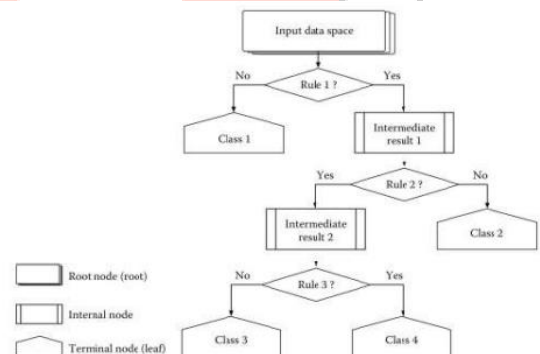 Input data space
No
Rule 1 ?
Yes
Class 1
Intermediate
result 1
Yes
Rule 2 ?
No
Intermediate
result 2
Class 2
Root node (root)
No
Rule 3 ?
Yes
Internal node
Class 3
Class 4
Terminal node (leaf)